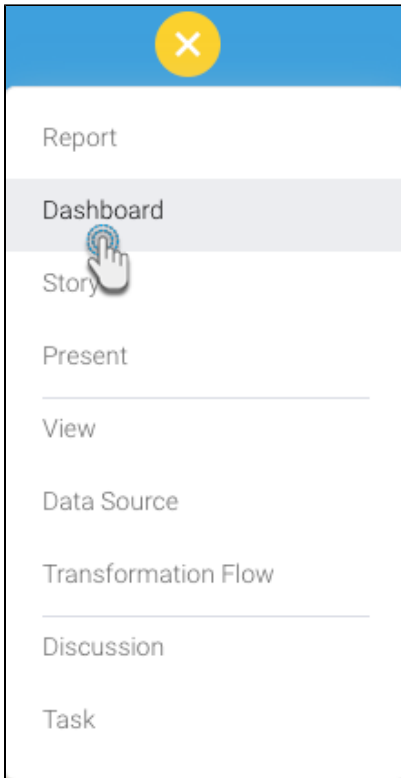 Report
Dashboard
Story
Present
View
Data Source
Transformation Flow
Discussion
Task